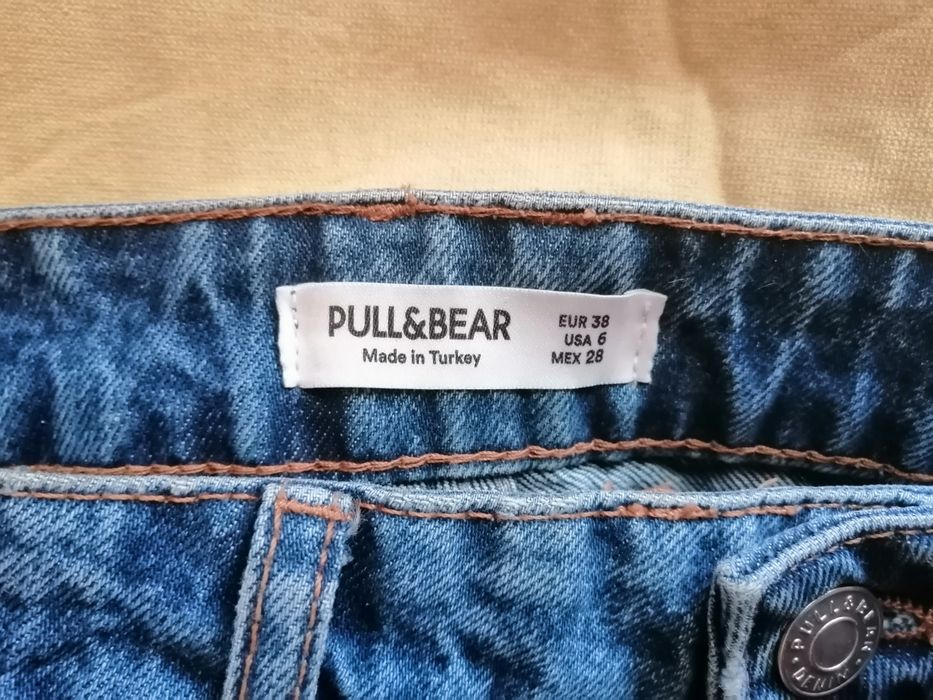 PULL&BEAR
Made in Turkey
EUR 38
USA 6
MEX 28
PULL&BEAR
DENIM